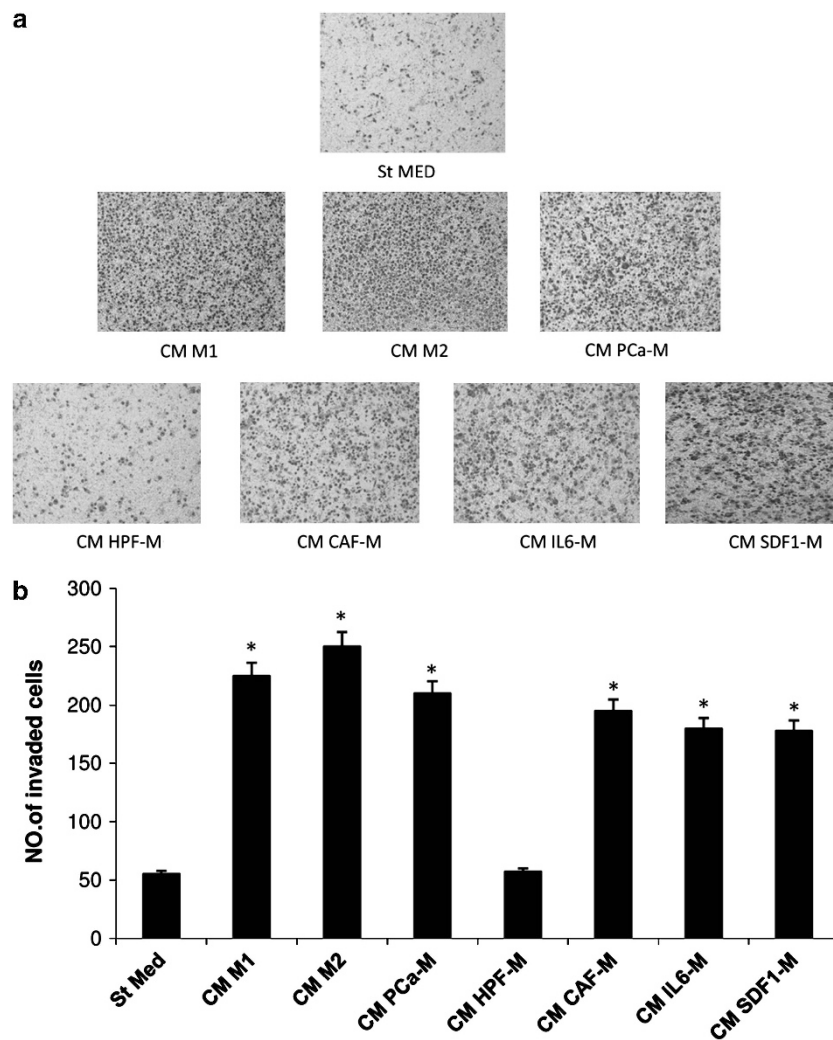 a
St MED
CM M1 CM M2 CM PCa-M
CM HPF-M CM CAF-M CM IL6-M CM SDF1-M
b
NO.of invaded cells
300
250
200
150
100
50
0
* * * * * *
St Med CM M1 CM M2 CM PCa-M CM HPF-M CM CAF-M CM IL6-M CM SDF1-M